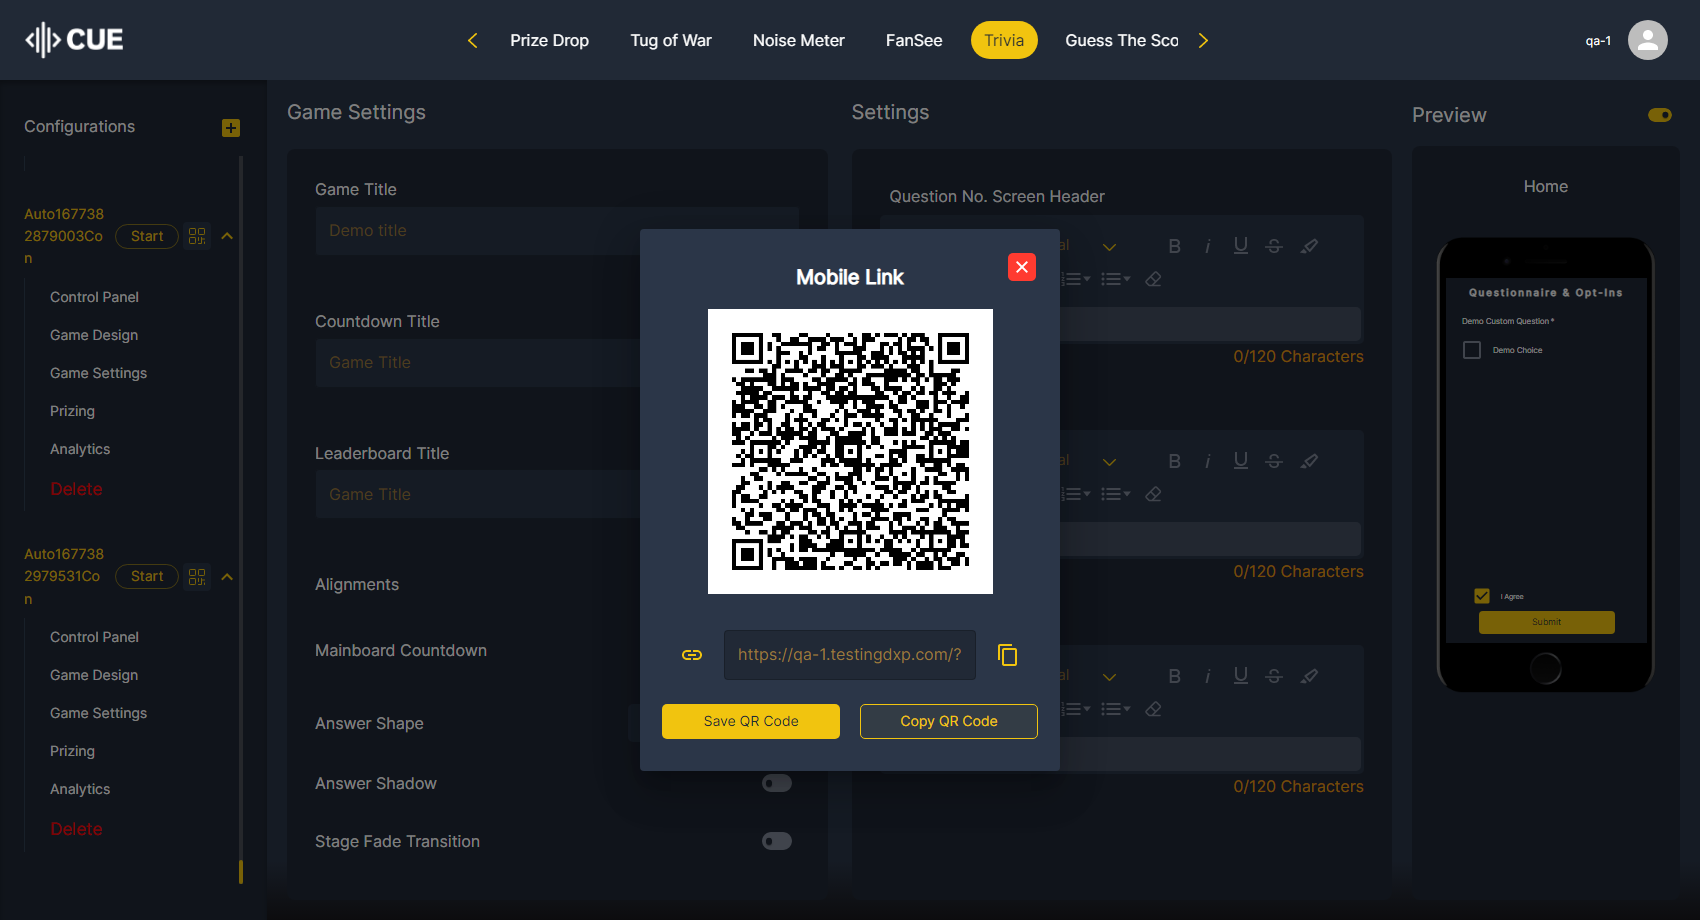 CUE
Prize Drop
Tug of War
Noise Meter
FanSee
Trivia
Guess The Sco
qa-1
Configurations
Auto167738
2879003Co
n
Start
Control Panel
Game Design
Game Settings
Prizing
Analytics
Delete
Auto167738
2979531Co
n
Start
Control Panel
Game Design
Game Settings
Prizing
Analytics
Delete
Game Settings
Game Title
Demo title
Countdown Title
Game Title
Leaderboard Title
Game Title
Alignments
Mainboard Countdown
Answer Shape
Answer Shadow
Stage Fade Transition
Mobile Link
https://qa-1.testingdxp.com/?
Save QR Code
Copy QR Code
Settings
Question No. Screen Header
al
B i U S
0/120 Characters
al
B i U S
0/120 Characters
al
B i U S
0/120 Characters
Preview
Home
Questionnaire & Opt-Ins
Demo Custom Question*
Demo Choice
I Agree
Submit